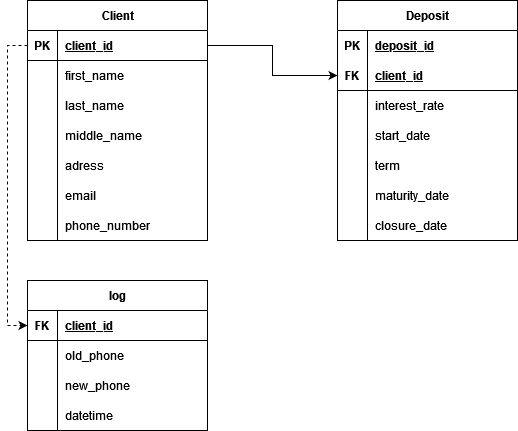 Client
PK client_id
first_name
last_name
middle_name
adress
email
phone_number
Deposit
PK deposit_id
FK client_id
interest_rate
start_date
term
maturity_date
closure_date
log
FK client_id
old_phone
new_phone
datetime